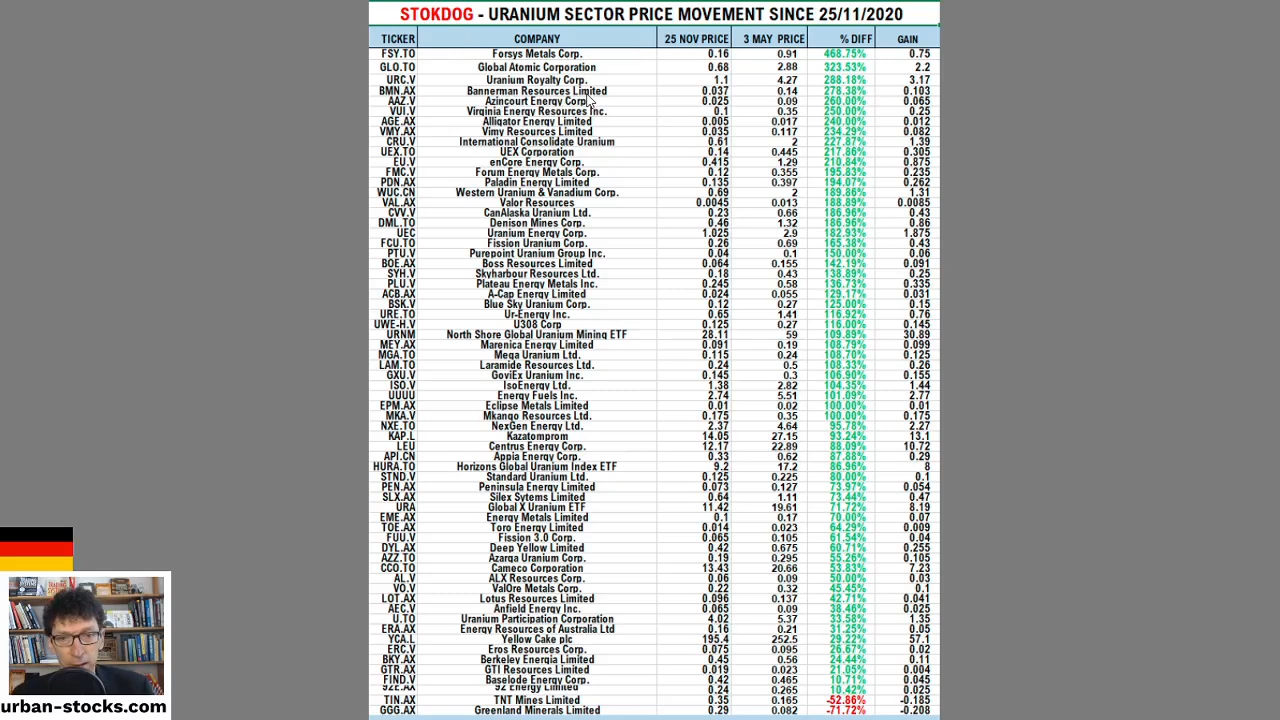 STOKDOG - URANIUM SECTOR PRICE MOVEMENT SINCE 25/11/2020
TICKER COMPANY 25 NOV PRICE 3 MAY PRICE % DIFF GAIN
FSY.TO Forsys Metals Corp. 0.16 0.91 468.75% 0.75
GLO.TO Global Atomic Corporation 0.68 2.88 323.53% 2.2
URC.V Uranium Royalty Corp. 1.1 4.27 288.18% 3.17
BMN.AX Bannerman Resources Limited 0.037 0.14 278.38% 0.103
AAZ.V Azincourt Energy Corp. 0.025 0.09 260.00% 0.065
VUI.V Virginia Energy Resources Inc. 0.1 0.35 250.00% 0.25
AGE.AX Alligator Energy Limited 0.005 0.017 240.00% 0.012
VMY.AX Vimy Resources Limited 0.035 0.117 234.29% 0.082
CRU.V International Consolidate Uranium 0.61 2 227.87% 1.39
UEX.TO UEX Corporation 0.14 0.445 217.86% 0.305
EU.V enCore Energy Corp. 0.415 1.29 210.84% 0.875
FMC.V Forum Energy Metals Corp. 0.12 0.355 195.83% 0.235
PDN.AX Paladin Energy Limited 0.135 0.397 194.07% 0.262
WUC.CN Western Uranium & Vanadium Corp. 0.69 2 189.86% 1.31
VAL.AX Valor Resources 0.0045 0.013 188.89% 0.0085
CVV.V CanAlaska Uranium Ltd. 0.23 0.66 186.96% 0.43
DML.TO Denison Mines Corp. 0.46 1.32 186.96% 0.86
UEC Uranium Energy Corp. 1.025 2.9 182.93% 1.875
FCU.TO Fission Uranium Corp. 0.26 0.69 165.38% 0.43
PTU.V Purepoint Uranium Group Inc. 0.04 0.1 150.00% 0.06
BOE.AX Boss Resources Limited 0.064 0.155 142.19% 0.091
SYH.V Skyharbour Resources Ltd. 0.18 0.43 138.89% 0.25
PLU.V Plateau Energy Metals Inc. 0.245 0.58 136.73% 0.335
ACB.AX A-Cap Energy Limited 0.024 0.055 129.17% 0.031
BSK.V Blue Sky Uranium Corp. 0.12 0.27 125.00% 0.15
URE.TO Ur-Energy Inc. 0.65 1.41 116.92% 0.76
UWE-H.V U308 Corp 0.125 0.27 116.00% 0.145
URNM North Shore Global Uranium Mining ETF 28.11 59 109.89% 30.89
MEY.AX Marenica Energy Limited 0.091 0.19 108.79% 0.099
MGA.TO Mega Uranium Ltd. 0.115 0.24 108.70% 0.125
LAM.TO Laramide Resources Ltd. 0.24 0.5 108.33% 0.26
GXU.V GoviEx Uranium Inc. 0.145 0.3 106.90% 0.155
ISO.V IsoEnergy Ltd. 1.38 2.82 104.35% 1.44
UUUU Energy Fuels Inc. 2.74 5.51 101.09% 2.77
EPM.AX Eclipse Metals Limited 0.01 0.02 100.00% 0.01
MKA.V Mkango Resources Ltd. 0.175 0.35 100.00% 0.175
NXE.TO NexGen Energy Ltd. 2.37 4.64 95.78% 2.27
KAP.L Kazatomprom 14.05 27.15 93.24% 13.1
LEU Centrus Energy Corp. 12.17 22.89 88.09% 10.72
API.CN Appia Energy Corp. 0.33 0.62 87.88% 0.29
HURA.TO Horizons Global Uranium Index ETF 9.2 17.2 86.96% 8
STND.V Standard Uranium Ltd. 0.125 0.225 80.00% 0.1
PEN.AX Peninsula Energy Limited 0.073 0.127 73.97% 0.054
SLX.AX Silex Sytems Limited 0.64 1.11 73.44% 0.47
URA Global X Uranium ETF 11.42 19.61 71.72% 8.19
EME.AX Energy Metals Limited 0.1 0.17 70.00% 0.07
TOE.AX Toro Energy Limited 0.014 0.023 64.29% 0.009
FUU.V Fission 3.0 Corp. 0.065 0.105 61.54% 0.04
DYL.AX Deep Yellow Limited 0.42 0.675 60.71% 0.255
AZZ.TO Azarqa Uranium Corp. 0.19 0.295 55.26% 0.105
CCO.TO Cameco Corporation 13.43 20.66 53.83% 7.23
AL.V ALX Resources Corp. 0.06 0.09 50.00% 0.03
VO.V ValOre Metals Corp. 0.22 0.32 45.45% 0.1
LOT.AX Lotus Resources Limited 0.096 0.137 42.71% 0.041
AEC.V Anfield Energy Inc. 0.065 0.09 38.46% 0.025
U.TO Uranium Participation Corporation 4.02 5.37 33.58% 1.35
ERA.AX Energy Resources of Australia Ltd 0.16 0.21 31.25% 0.05
YCA.L Yellow Cake plc 195.4 252.5 29.22% 57.1
ERC.V Eros Resources Corp. 0.075 0.095 26.67% 0.02
BKY.AX Berkeley Energia Limited 0.45 0.56 24.44% 0.11
GTR.AX GTI Resources Limited 0.019 0.023 21.05% 0.004
FIND.V Baselode Energy Corp. 0.42 0.465 10.71% 0.045
92E.AX 92 Energy Limited 0.24 0.265 10.42% 0.025
TIN.AX TNT Mines Limited 0.35 0.165 -52.86% -0.185
GGG.AX Greenland Minerals Limited 0.29 0.082 -71.72% -0.208
urban-stocks.com